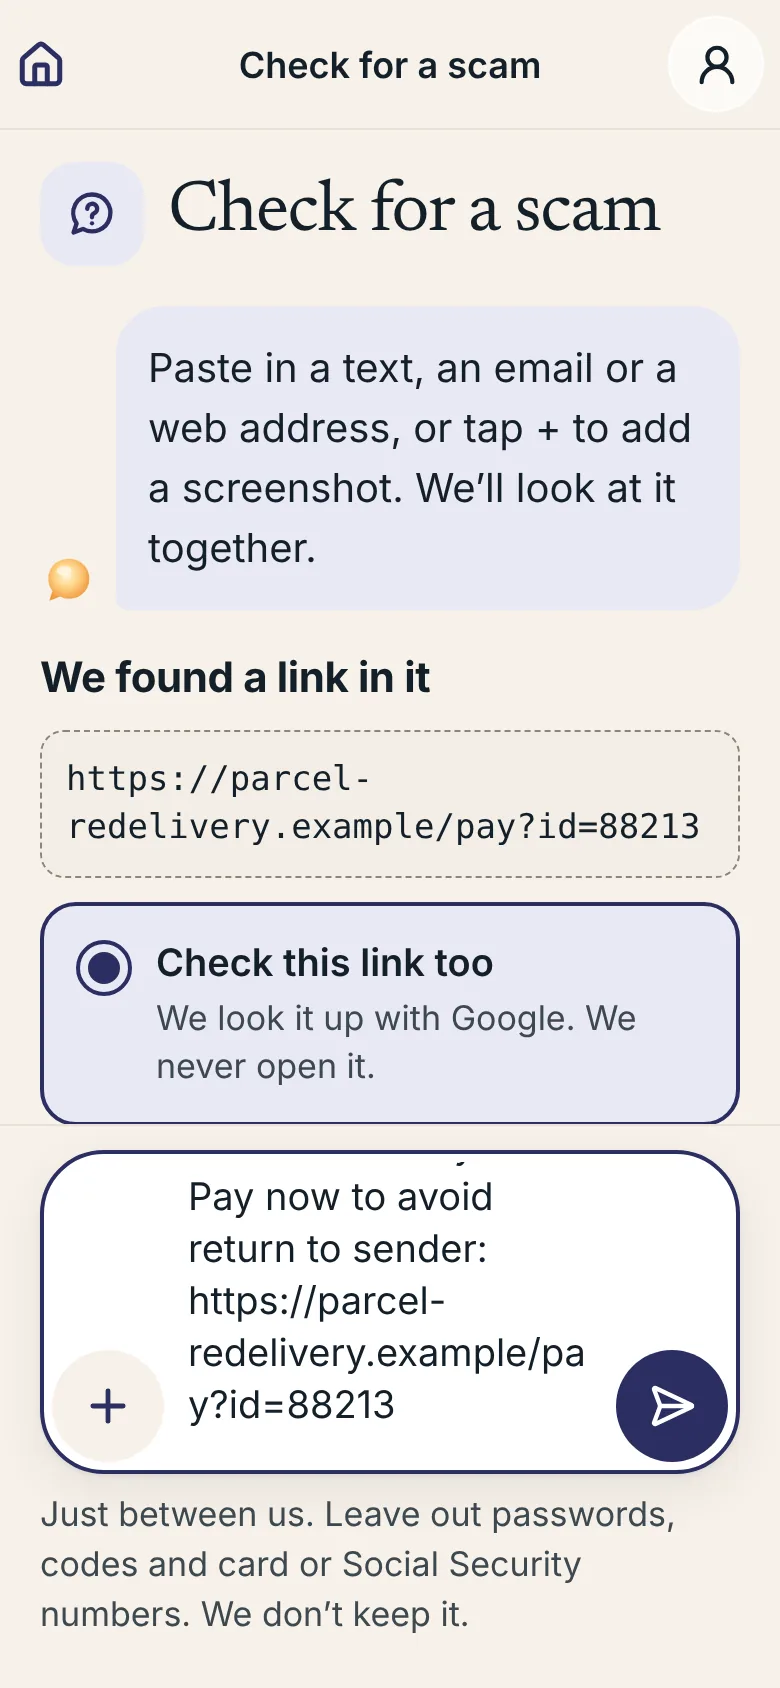 Check for a scam
Check for a scam
Paste in a text, an email or a
web address, or tap + to add
a screenshot. We’ll look at it
together.
We found a link in it
https://parcel-
redelivery.example/pay?id=88213
Check this link too
We look it up with Google. We
never open it.
Pay now to avoid
return to sender:
https://parcel-
redelivery.example/pa
y?id=88213
Just between us. Leave out passwords,
codes and card or Social Security
numbers. We don’t keep it.